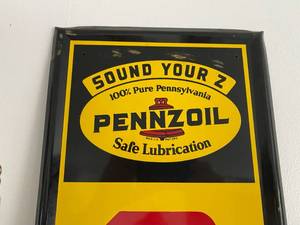 SOUND YOUR Z
100% Pure Pennsylvania
PENNZOIL
Safe Lubrication